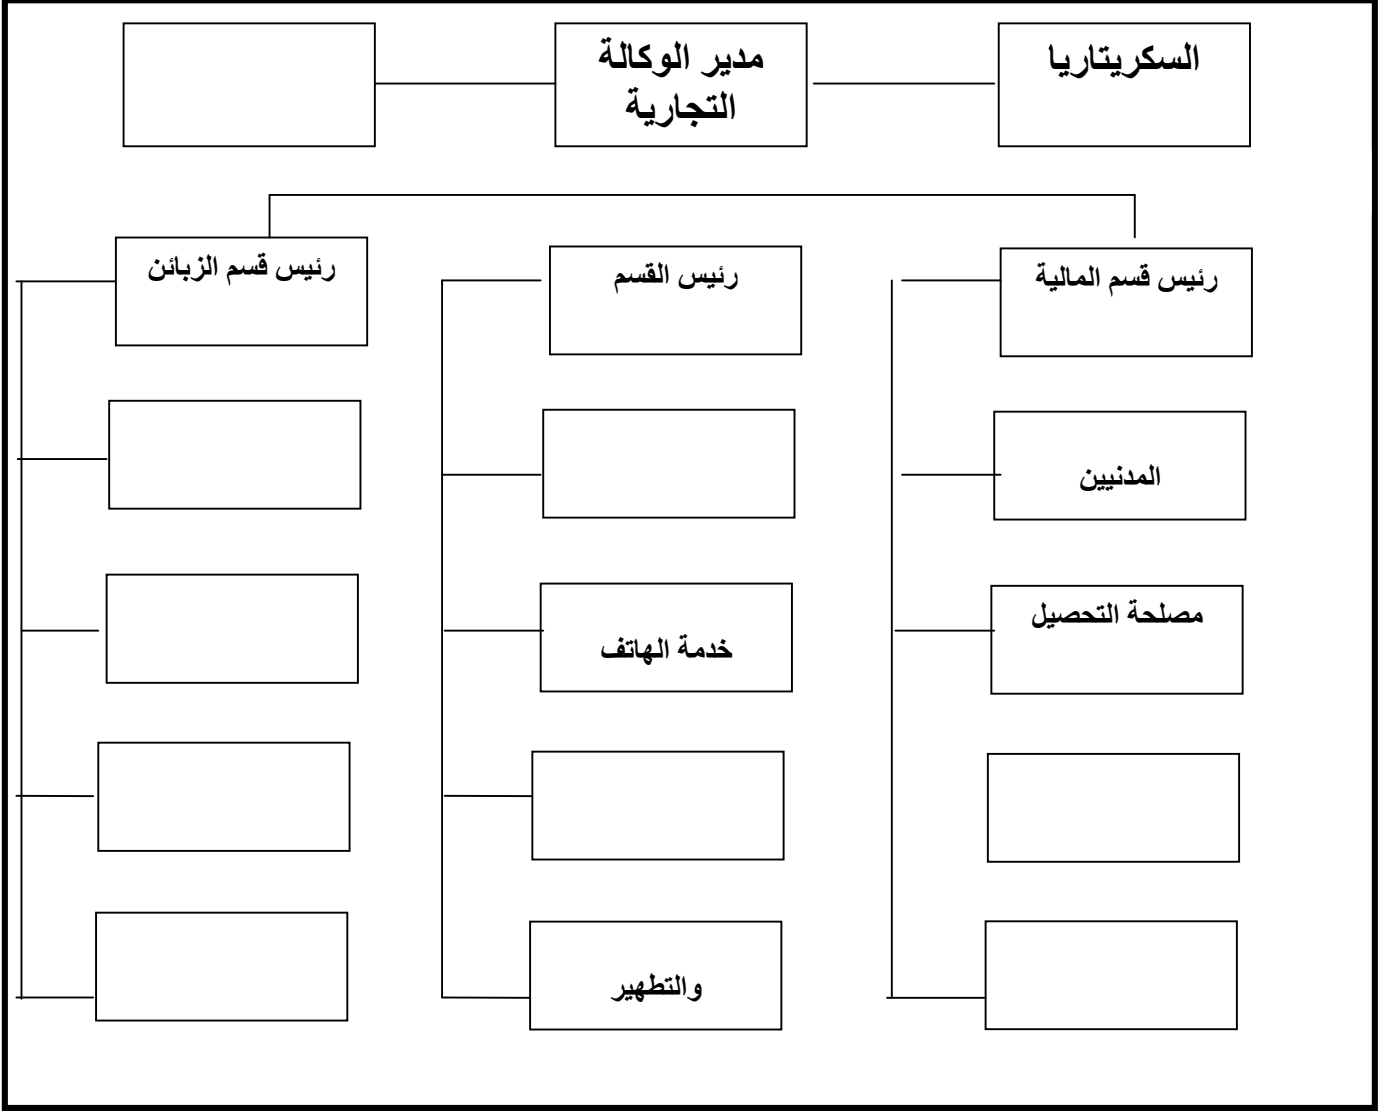 السكريتاريا
مدير الوكالة
التجارية
رئيس قسم المالية
رئيس القسم
رئيس قسم الزبائن
المدنيين
مصلحة التحصيل
خدمة الهاتف
والتطهير